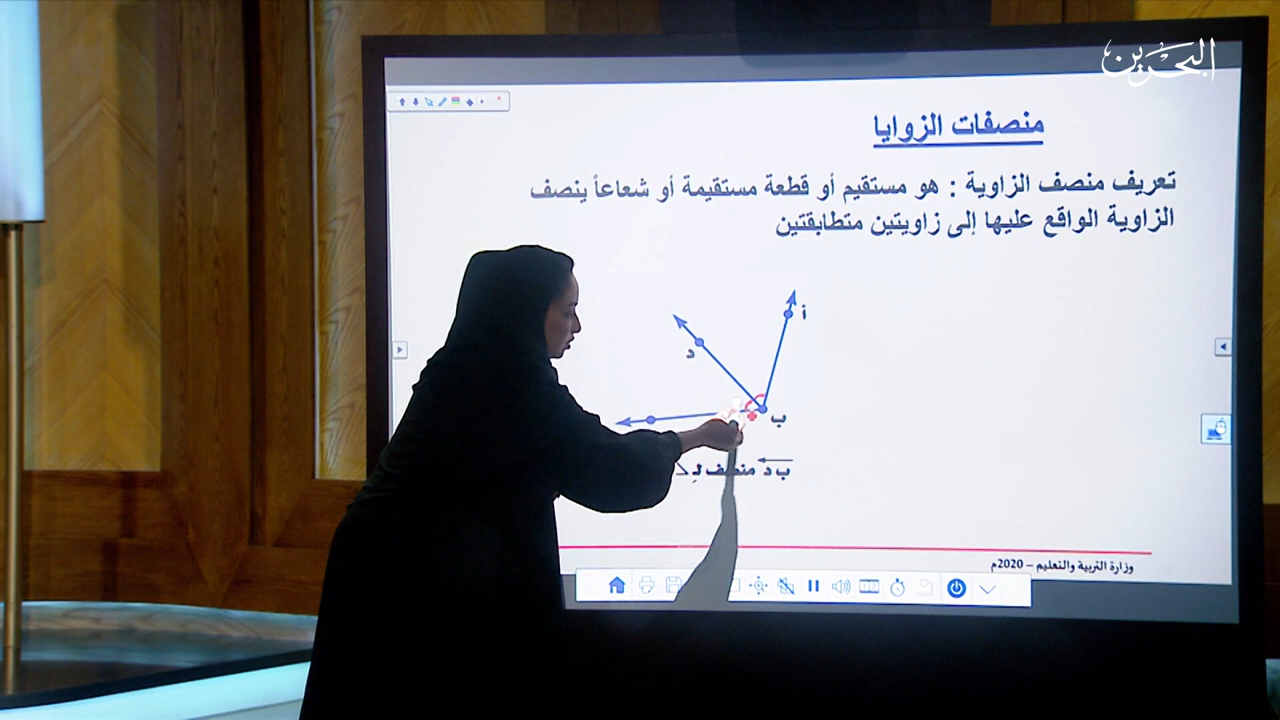 البحرين
منصفات الزوايا
تعريف منصف الزاوية : هو مستقيم أو قطعة مستقيمة أو شعاعاً ينصف
الزاوية الواقع عليها إلى زاويتين متطابقتين
أ
د
ب
ب د منصف لـِ
وزارة التربية والتعليم – 2020م